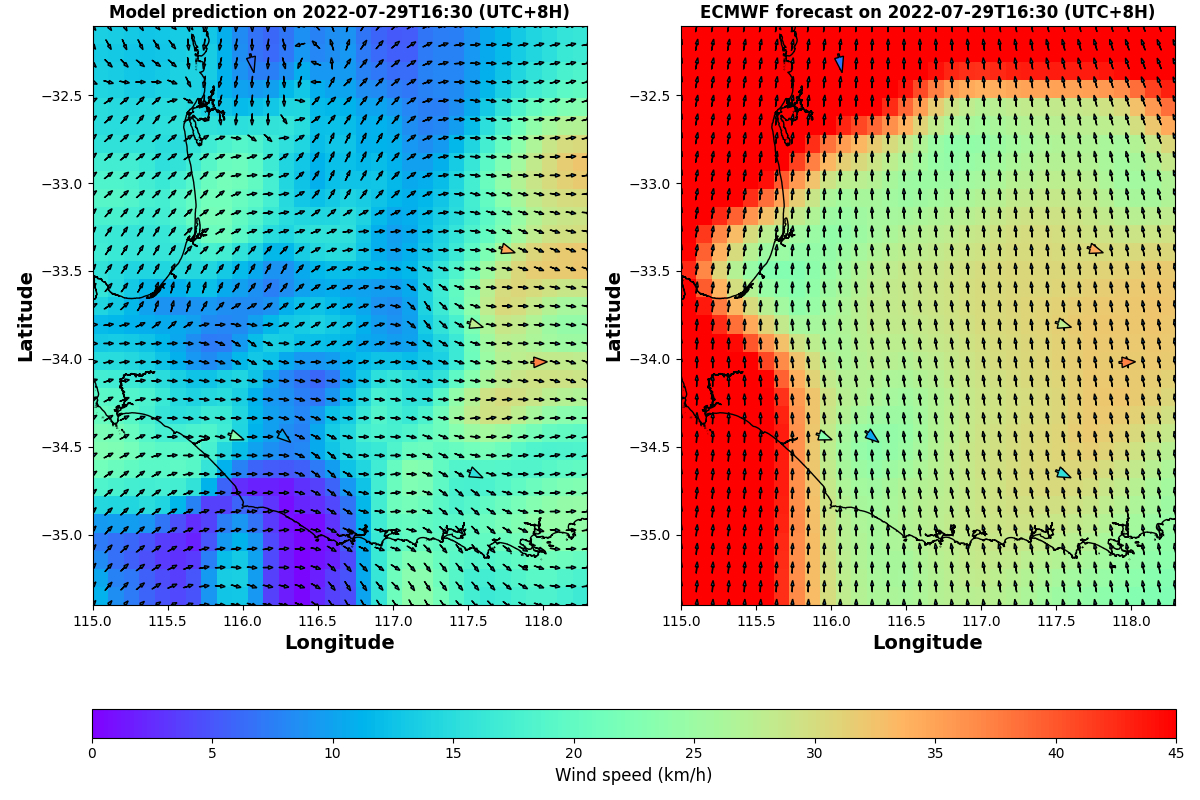 Model prediction on 2022-07-29T16:30 (UTC+8H)
ECMWF forecast on 2022-07-29T16:30 (UTC+8H)
Latitude
−32.5
−33.0
−33.5
−34.0
−34.5
−35.0
115.0 115.5 116.0 116.5 117.0 117.5 118.0
Longitude
Latitude
−32.5
−33.0
−33.5
−34.0
−34.5
−35.0
115.0 115.5 116.0 116.5 117.0 117.5 118.0
Longitude
0 5 10 15 20 25 30 35 40 45
Wind speed (km/h)